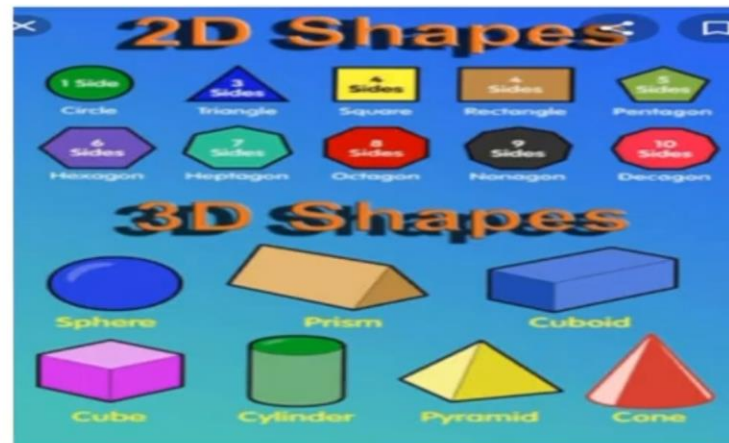 2D Shapes
1 Side
3 Sides
4 Sides
4 Sides
5 Sides
Circle Triangle Square Rectangle Pentagon
6 Sides
7 Sides
8 Sides
9 Sides
10 Sides
Hexogon Heptagon Octagon Nonagon Decagon
3D Shapes
Sphere Prism Cuboid
Cube Cylinder Pyramid Cone